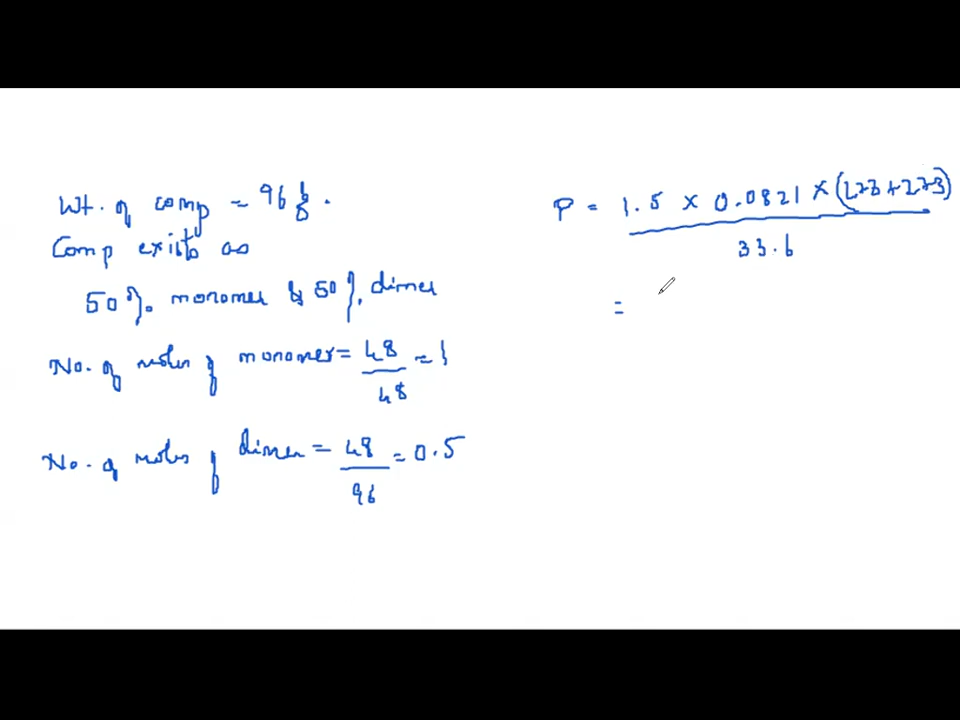 Wt. of comp = 96 g.
Comp exists as
50%. monomer & 50%. dimer
No. of moles of monomer = 48/48 = 1
No. of moles of dimer = 48/96 = 0.5
P = 1.5 × 0.0821 × (273+273)
33.6
=